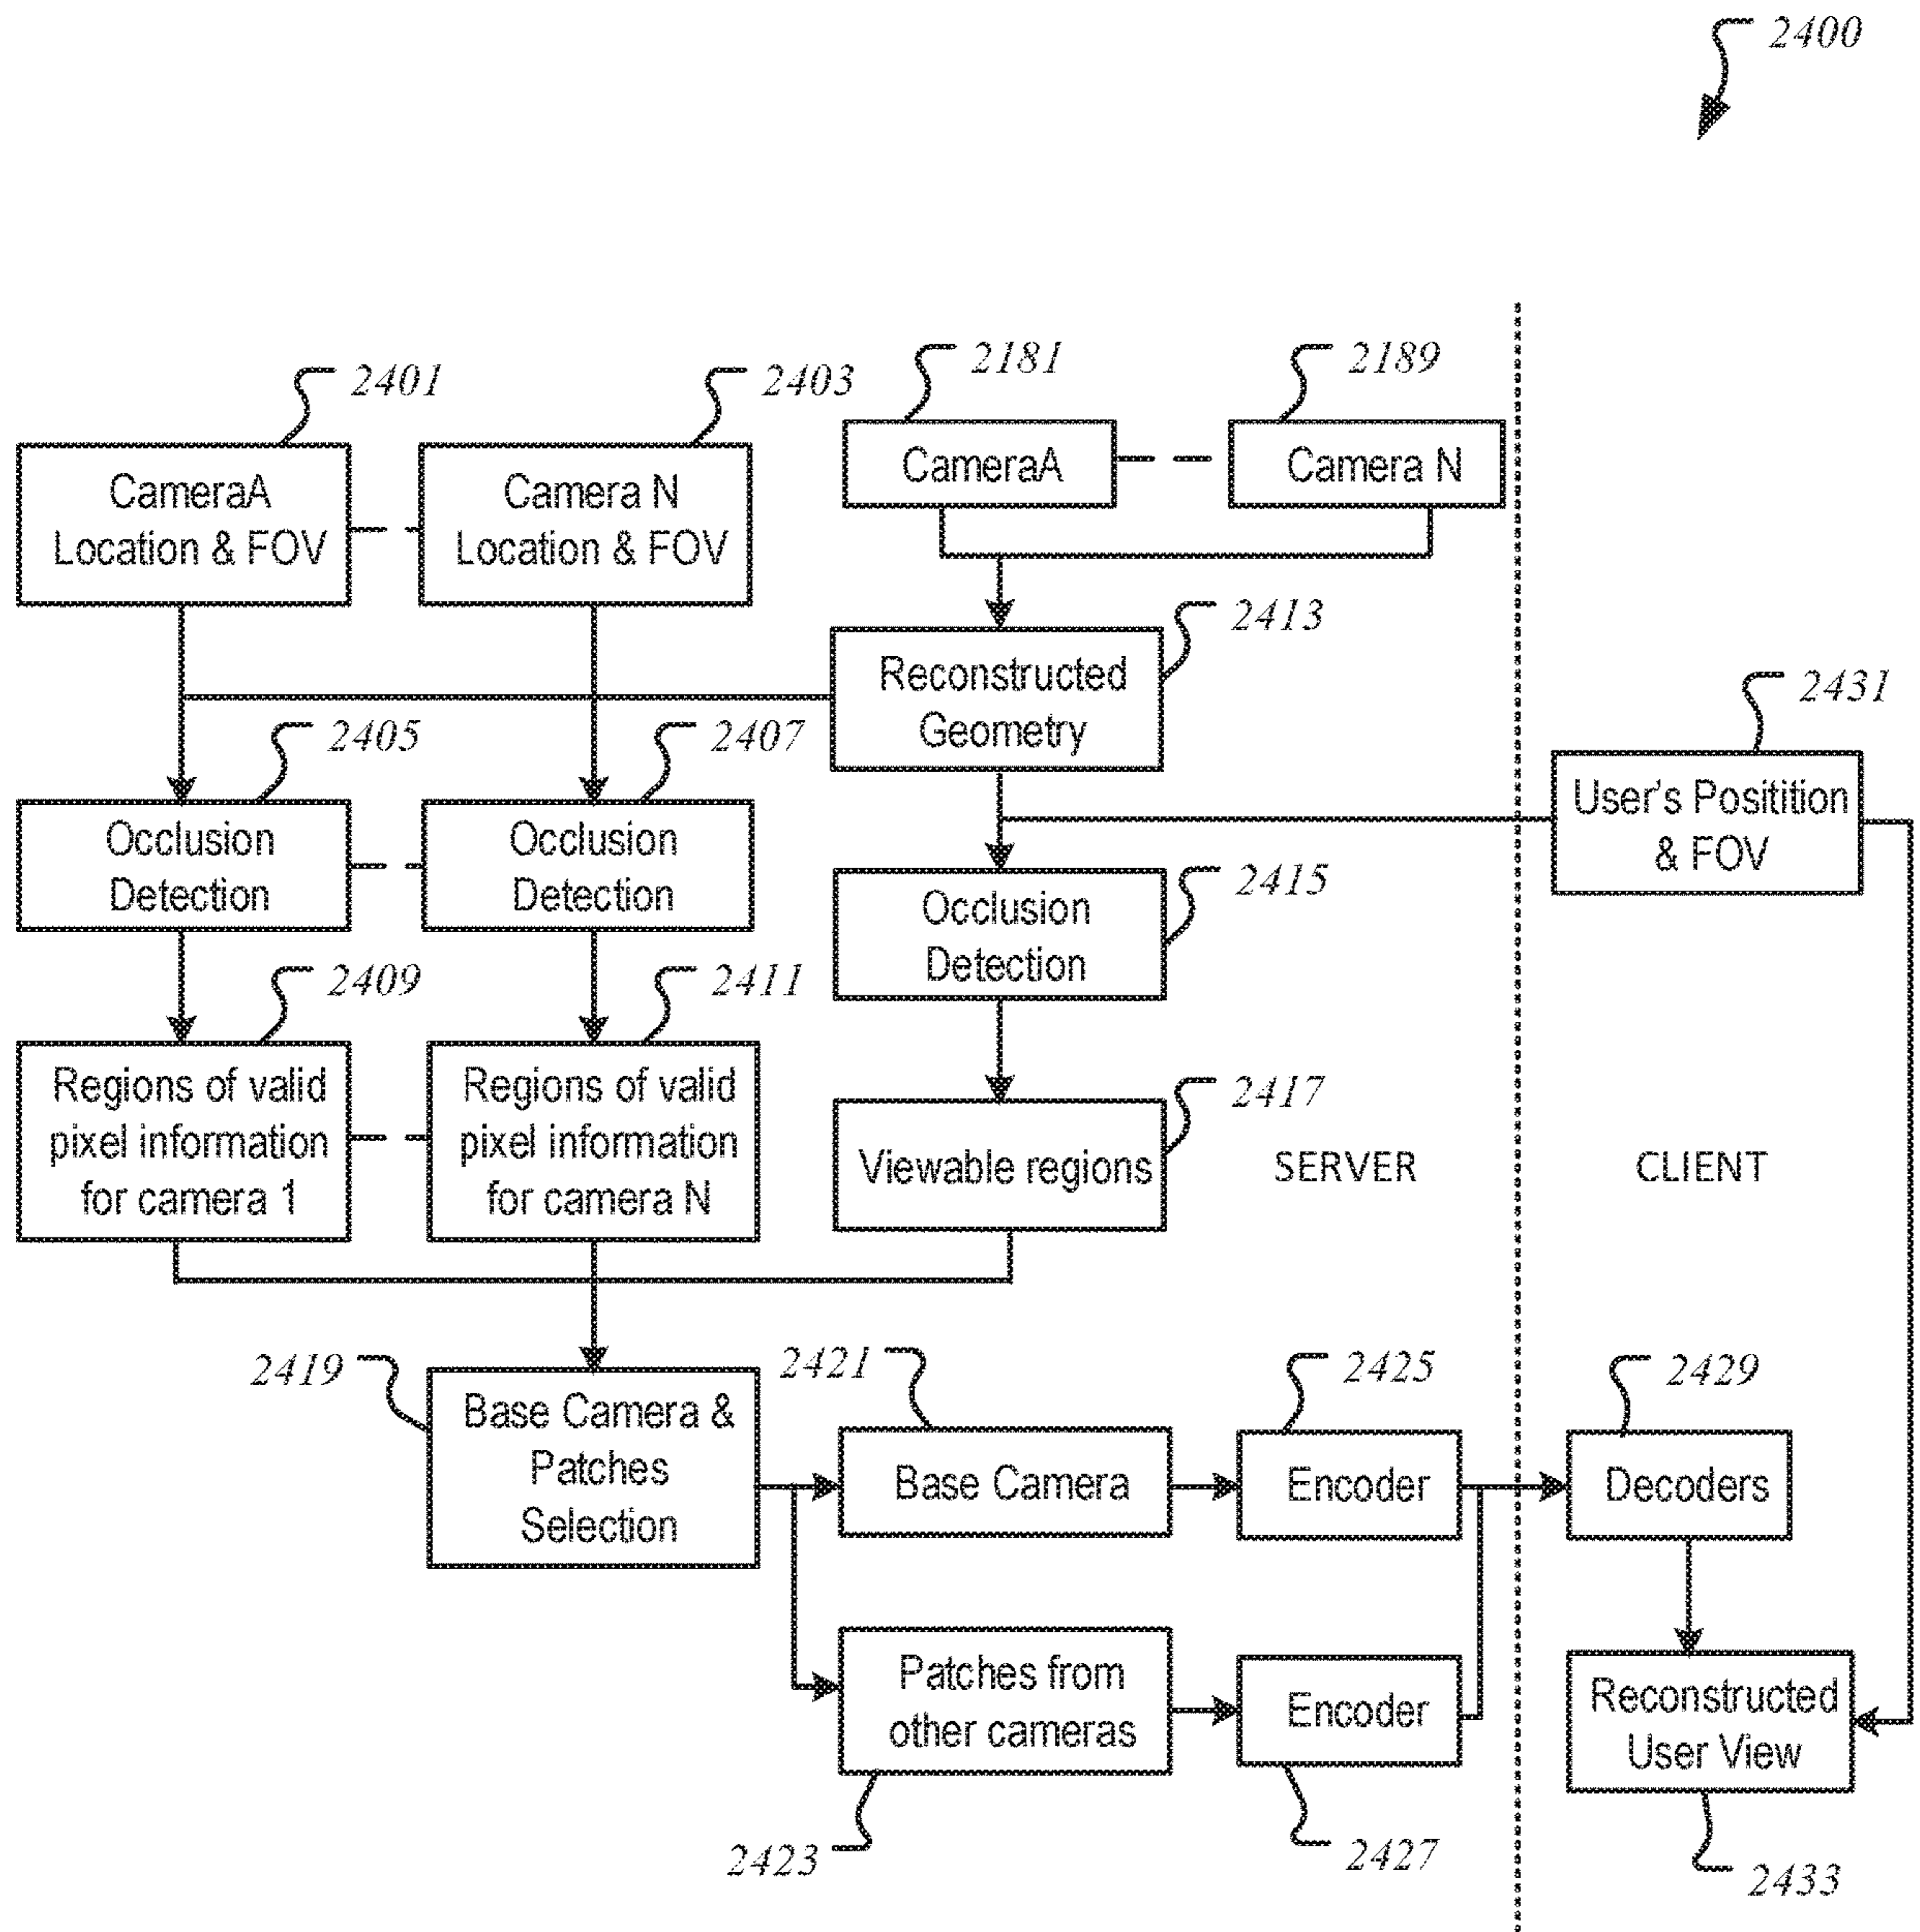 2400
2401
2403
2181
2189
CameraA
Location & FOV
Camera N
Location & FOV
CameraA
Camera N
2413
Reconstructed
Geometry
2431
User's Positition
& FOV
2405
2407
Occlusion
Detection
Occlusion
Detection
2415
Occlusion
Detection
2409
2411
Regions of valid
pixel information
for camera 1
Regions of valid
pixel information
for camera N
2417
Viewable regions
SERVER
CLIENT
2419
Base Camera &
Patches
Selection
2421
Base Camera
2425
Encoder
2429
Decoders
Patches from
other cameras
2423
Encoder
2427
Reconstructed
User View
2433